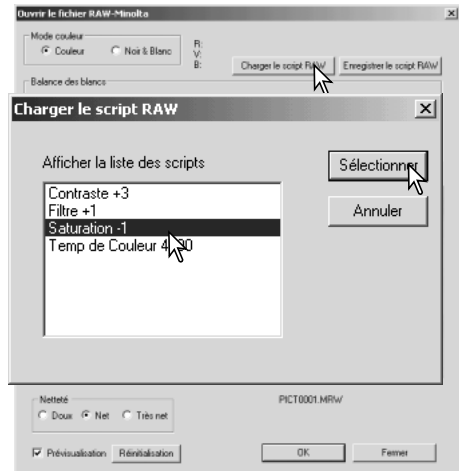 Ouvrir le fichier RAW-Minolta
Mode couleur
Couleur Noir & Blanc
R:
V:
B:
Charger le script RAW Enregistrer le script RAW
Balance des blancs
Charger le script RAW
Afficher la liste des scripts
Sélectionner
Contraste +3
Filtre +1
Saturation -1
Temp de Couleur
Annuler
Netteté
Doux Net Très net
PICT0001.MRW
Prévisualisation Réinitialisation OK Fermer